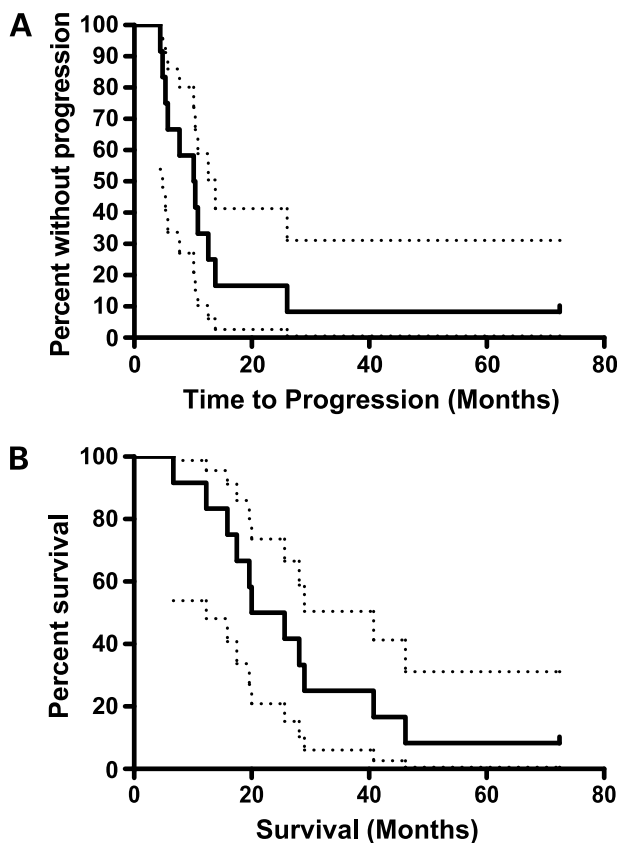 A
Percent without progression
100
90
80
70
60
50
40
30
20
10
0
0 20 40 60 80
Time to Progression (Months)
B
Percent survival
100
80
60
40
20
0
0 20 40 60 80
Survival (Months)